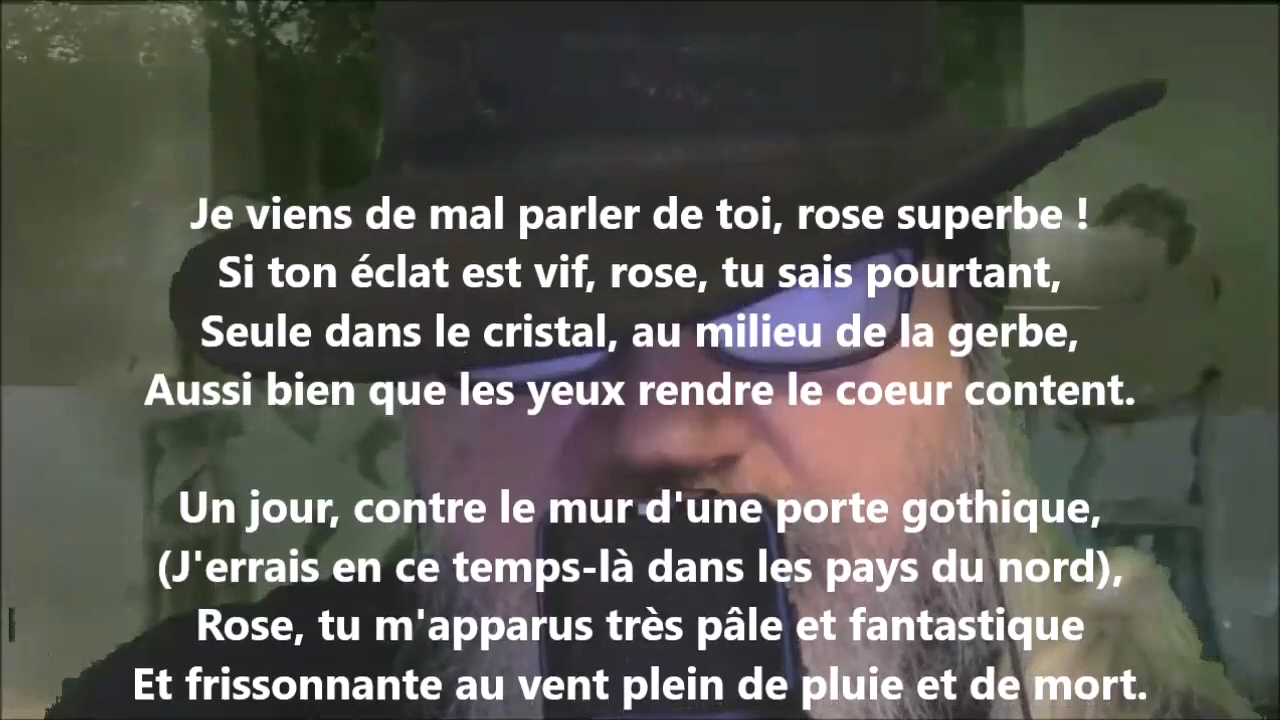 Je viens de mal parler de toi, rose superbe !
Si ton éclat est vif, rose, tu sais pourtant,
Seule dans le cristal, au milieu de la gerbe,
Aussi bien que les yeux rendre le coeur content.
Un jour, contre le mur d'une porte gothique,
(J'errais en ce temps-là dans les pays du nord),
Rose, tu m'apparus très pâle et fantastique
Et frissonnante au vent plein de pluie et de mort.